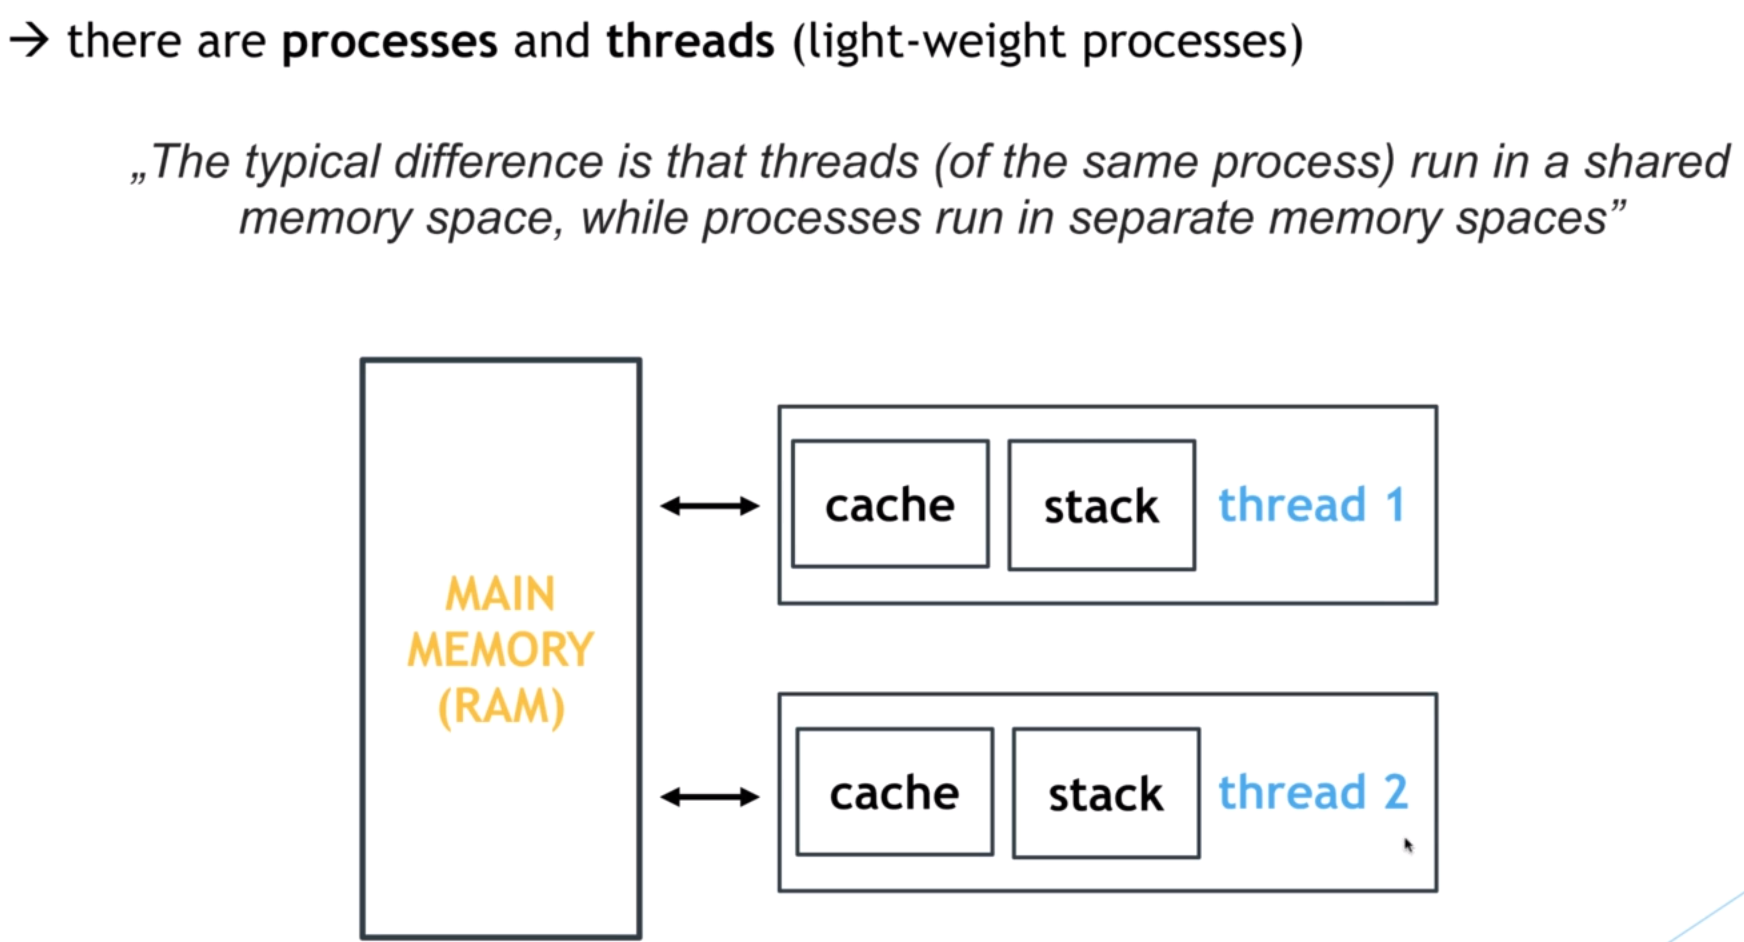 → there are processes and threads (light-weight processes)
„The typical difference is that threads (of the same process) run in a shared
memory space, while processes run in separate memory spaces”
cache stack thread 1
MAIN
MEMORY
(RAM)
cache stack thread 2